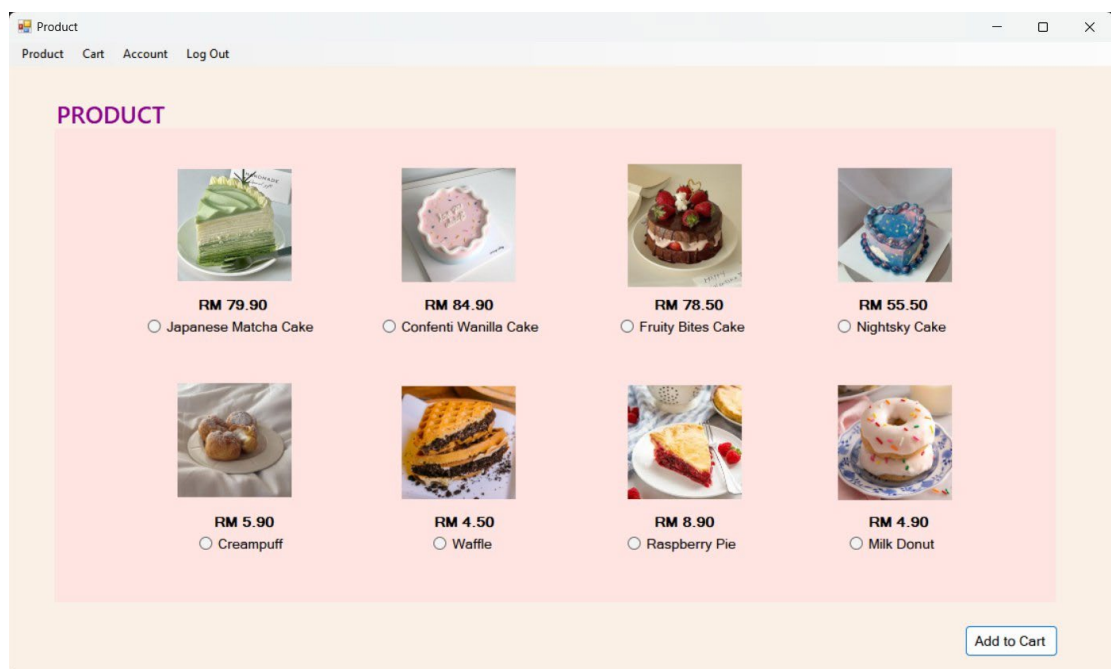 Product
Product Cart Account Log Out
PRODUCT
RM 79.90 RM 84.90 RM 78.50 RM 55.50
Japanese Matcha Cake Confenti Wanilla Cake Fruity Bites Cake Nightsky Cake
RM 5.90 RM 4.50 RM 8.90 RM 4.90
Creampuff Waffle Raspberry Pie Milk Donut
Add to Cart